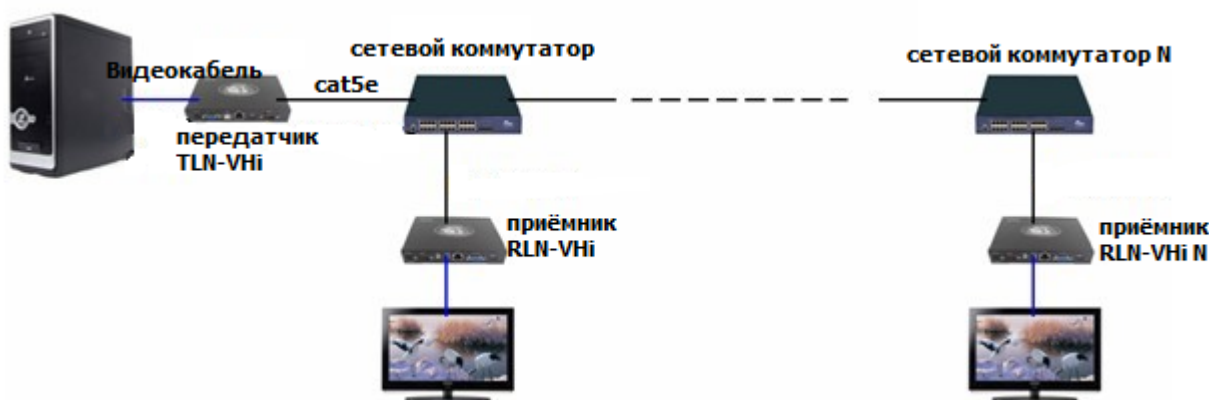 Видеокабель
cat5e
сетевой коммутатор
сетевой коммутатор N
передатчик
TLN-VHi
приёмник
RLN-VHi
приёмник
RLN-VHi N